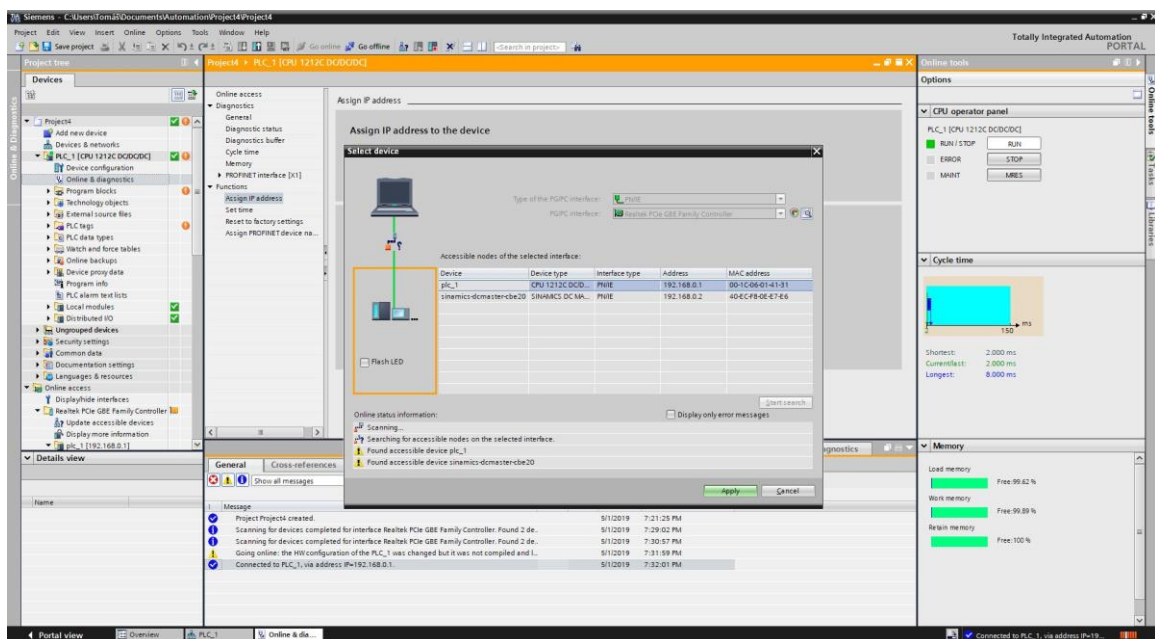 Siemens - C:\Users\Tomáš\Documents\Automation\Project4\Project4
Project Edit View Insert Online Options Tools Window Help
Totally Integrated Automation
PORTAL
Save project
Go online
Go offline
<Search in project>
Project tree
Project4 ▸ PLC_1 [CPU 1212C DC/DC/DC]
Online tools
Devices
Options
Project4
Add new device
Devices & networks
PLC_1 [CPU 1212C DC/DC/DC]
Device configuration
Online & diagnostics
Program blocks
Technology objects
External source files
PLC tags
PLC data types
Watch and force tables
Online backups
Device proxy data
Program info
PLC alarm text lists
Local modules
Distributed I/O
Ungrouped devices
Security settings
Common data
Documentation settings
Languages & resources
Online access
Display/hide interfaces
Realtek PCIe GBE Family Controller
Update accessible devices
Display more information
plc_1 [192.168.0.1]
Details view
Name
Online access
Diagnostics
General
Diagnostic status
Diagnostics buffer
Cycle time
Memory
PROFINET interface [X1]
Functions
Assign IP address
Set time
Reset to factory settings
Assign PROFINET device na...
Assign IP address
Assign IP address to the device
Select device
Type of the PG/PC interface: PN/IE
PG/PC interface: Realtek PCIe GBE Family Controller
Accessible nodes of the selected interface:
Device Device type Interface type Address MAC address
plc_1 CPU 1212C DC/D... PN/IE 192.168.0.1 00-1C-06-01-41-31
sinamics-dcmaster-cbe20 SINAMICS DC MA... PN/IE 192.168.0.2 40-EC-F8-0E-E7-E6
Flash LED
Start search
Online status information:
Display only error messages
Scanning...
Searching for accessible nodes on the selected interface.
Found accessible device plc_1
Found accessible device sinamics-dcmaster-cbe20
Apply
Cancel
General
Cross-references
Show all messages
! Message
Project Project4 created. 5/1/2019 7:21:25 PM
Scanning for devices completed for interface Realtek PCIe GBE Family Controller. Found 2 de.. 5/1/2019 7:29:02 PM
Scanning for devices completed for interface Realtek PCIe GBE Family Controller. Found 2 de.. 5/1/2019 7:30:57 PM
Going online: the HW configuration of the PLC_1 was changed but it was not compiled and l.. 5/1/2019 7:31:59 PM
Connected to PLC_1, via address IP=192.168.0.1. 5/1/2019 7:32:01 PM
CPU operator panel
PLC_1 [CPU 1212C DC/DC/DC]
RUN / STOP RUN
ERROR STOP
MAINT MRES
Cycle time
2 150 ms
Shortest: 2.000 ms
Current/last: 2.000 ms
Longest: 8.000 ms
Memory
Load memory
Free:99.62 %
Work memory
Free:99.89 %
Retain memory
Free:100 %
Online & Diagnostics
Online tools
Tasks
Libraries
Portal view
Overview
PLC_1
Online & dia...
Connected to PLC_1, via address IP=19...